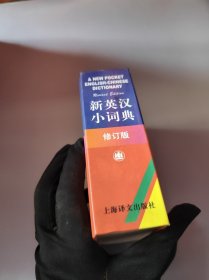 A NEW POCKET
ENGLISH-CHINESE
DICTIONARY
Revised Edition
新英汉
小词典
修订版
上海译文出版社